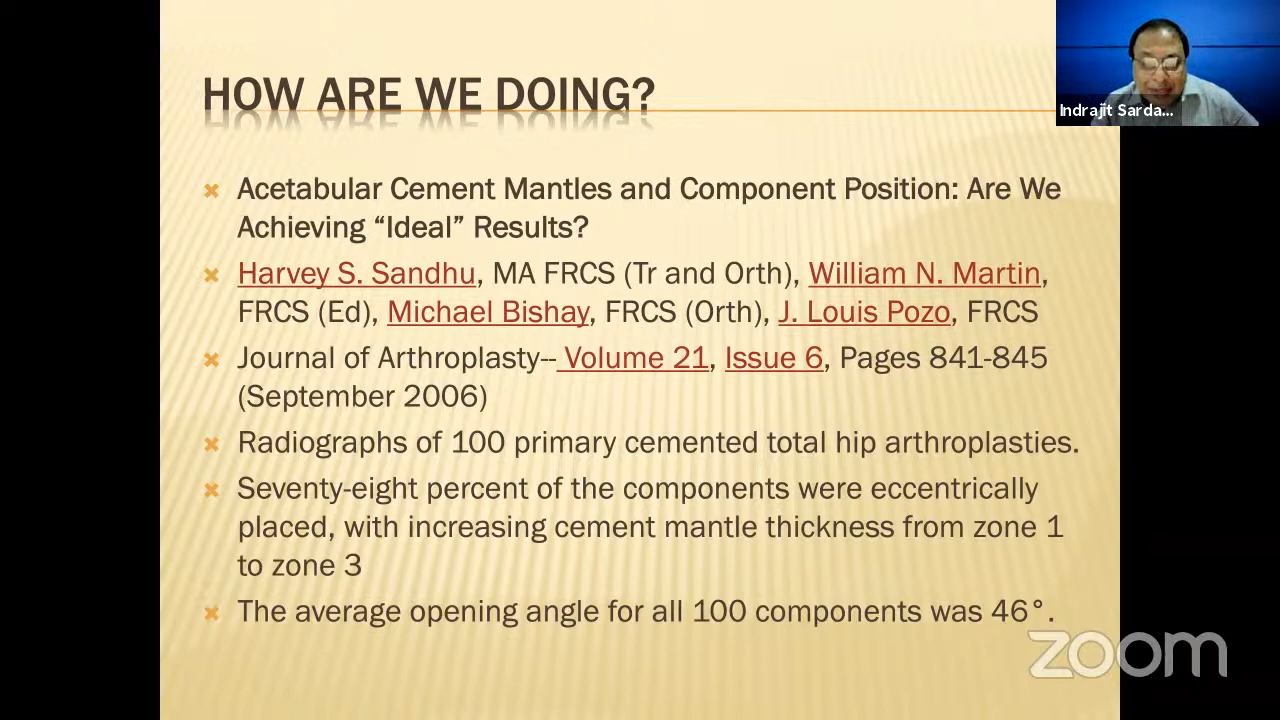 HOW ARE WE DOING?
Indrajit Sarda...
Acetabular Cement Mantles and Component Position: Are We
Achieving “Ideal” Results?
Harvey S. Sandhu, MA FRCS (Tr and Orth), William N. Martin,
FRCS (Ed), Michael Bishay, FRCS (Orth), J. Louis Pozo, FRCS
Journal of Arthroplasty-- Volume 21, Issue 6, Pages 841-845
(September 2006)
Radiographs of 100 primary cemented total hip arthroplasties.
Seventy-eight percent of the components were eccentrically
placed, with increasing cement mantle thickness from zone 1
to zone 3
The average opening angle for all 100 components was 46°.
zoom